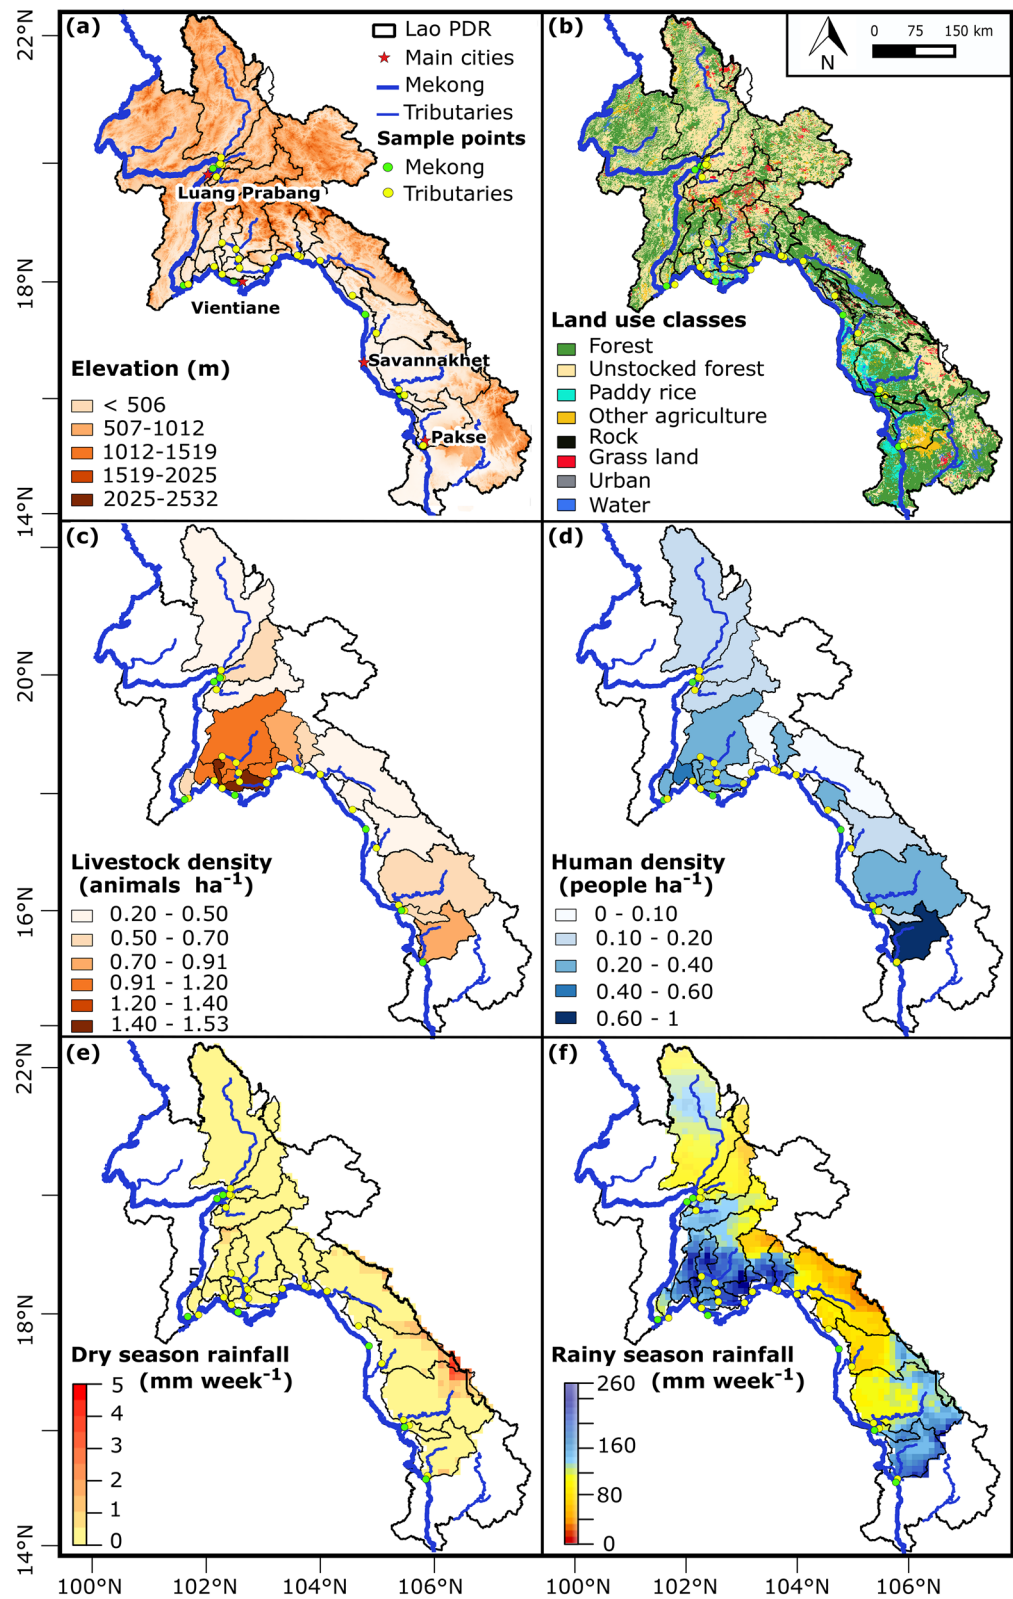 (a)
Lao PDR
Main cities
Mekong
Tributaries
Sample points
Mekong
Tributaries
Luang Prabang
Vientiane
Savannakhet
Pakse
Elevation (m)
< 506
507-1012
1012-1519
1519-2025
2025-2532
22°N
18°N
14°N
(b)
0 75 150 km
N
Land use classes
Forest
Unstocked forest
Paddy rice
Other agriculture
Rock
Grass land
Urban
Water
(c)
Livestock density
(animals ha-1)
0.20 - 0.50
0.50 - 0.70
0.70 - 0.91
0.91 - 1.20
1.20 - 1.40
1.40 - 1.53
20°N
16°N
(d)
Human density
(people ha-1)
0 - 0.10
0.10 - 0.20
0.20 - 0.40
0.40 - 0.60
0.60 - 1
(e)
5
Dry season rainfall
(mm week-1)
5
4
3
2
1
0
22°N
18°N
14°N
(f)
Rainy season rainfall
(mm week-1)
260
160
80
0
100°N 102°N 104°N 106°N
100°N 102°N 104°N 106°N